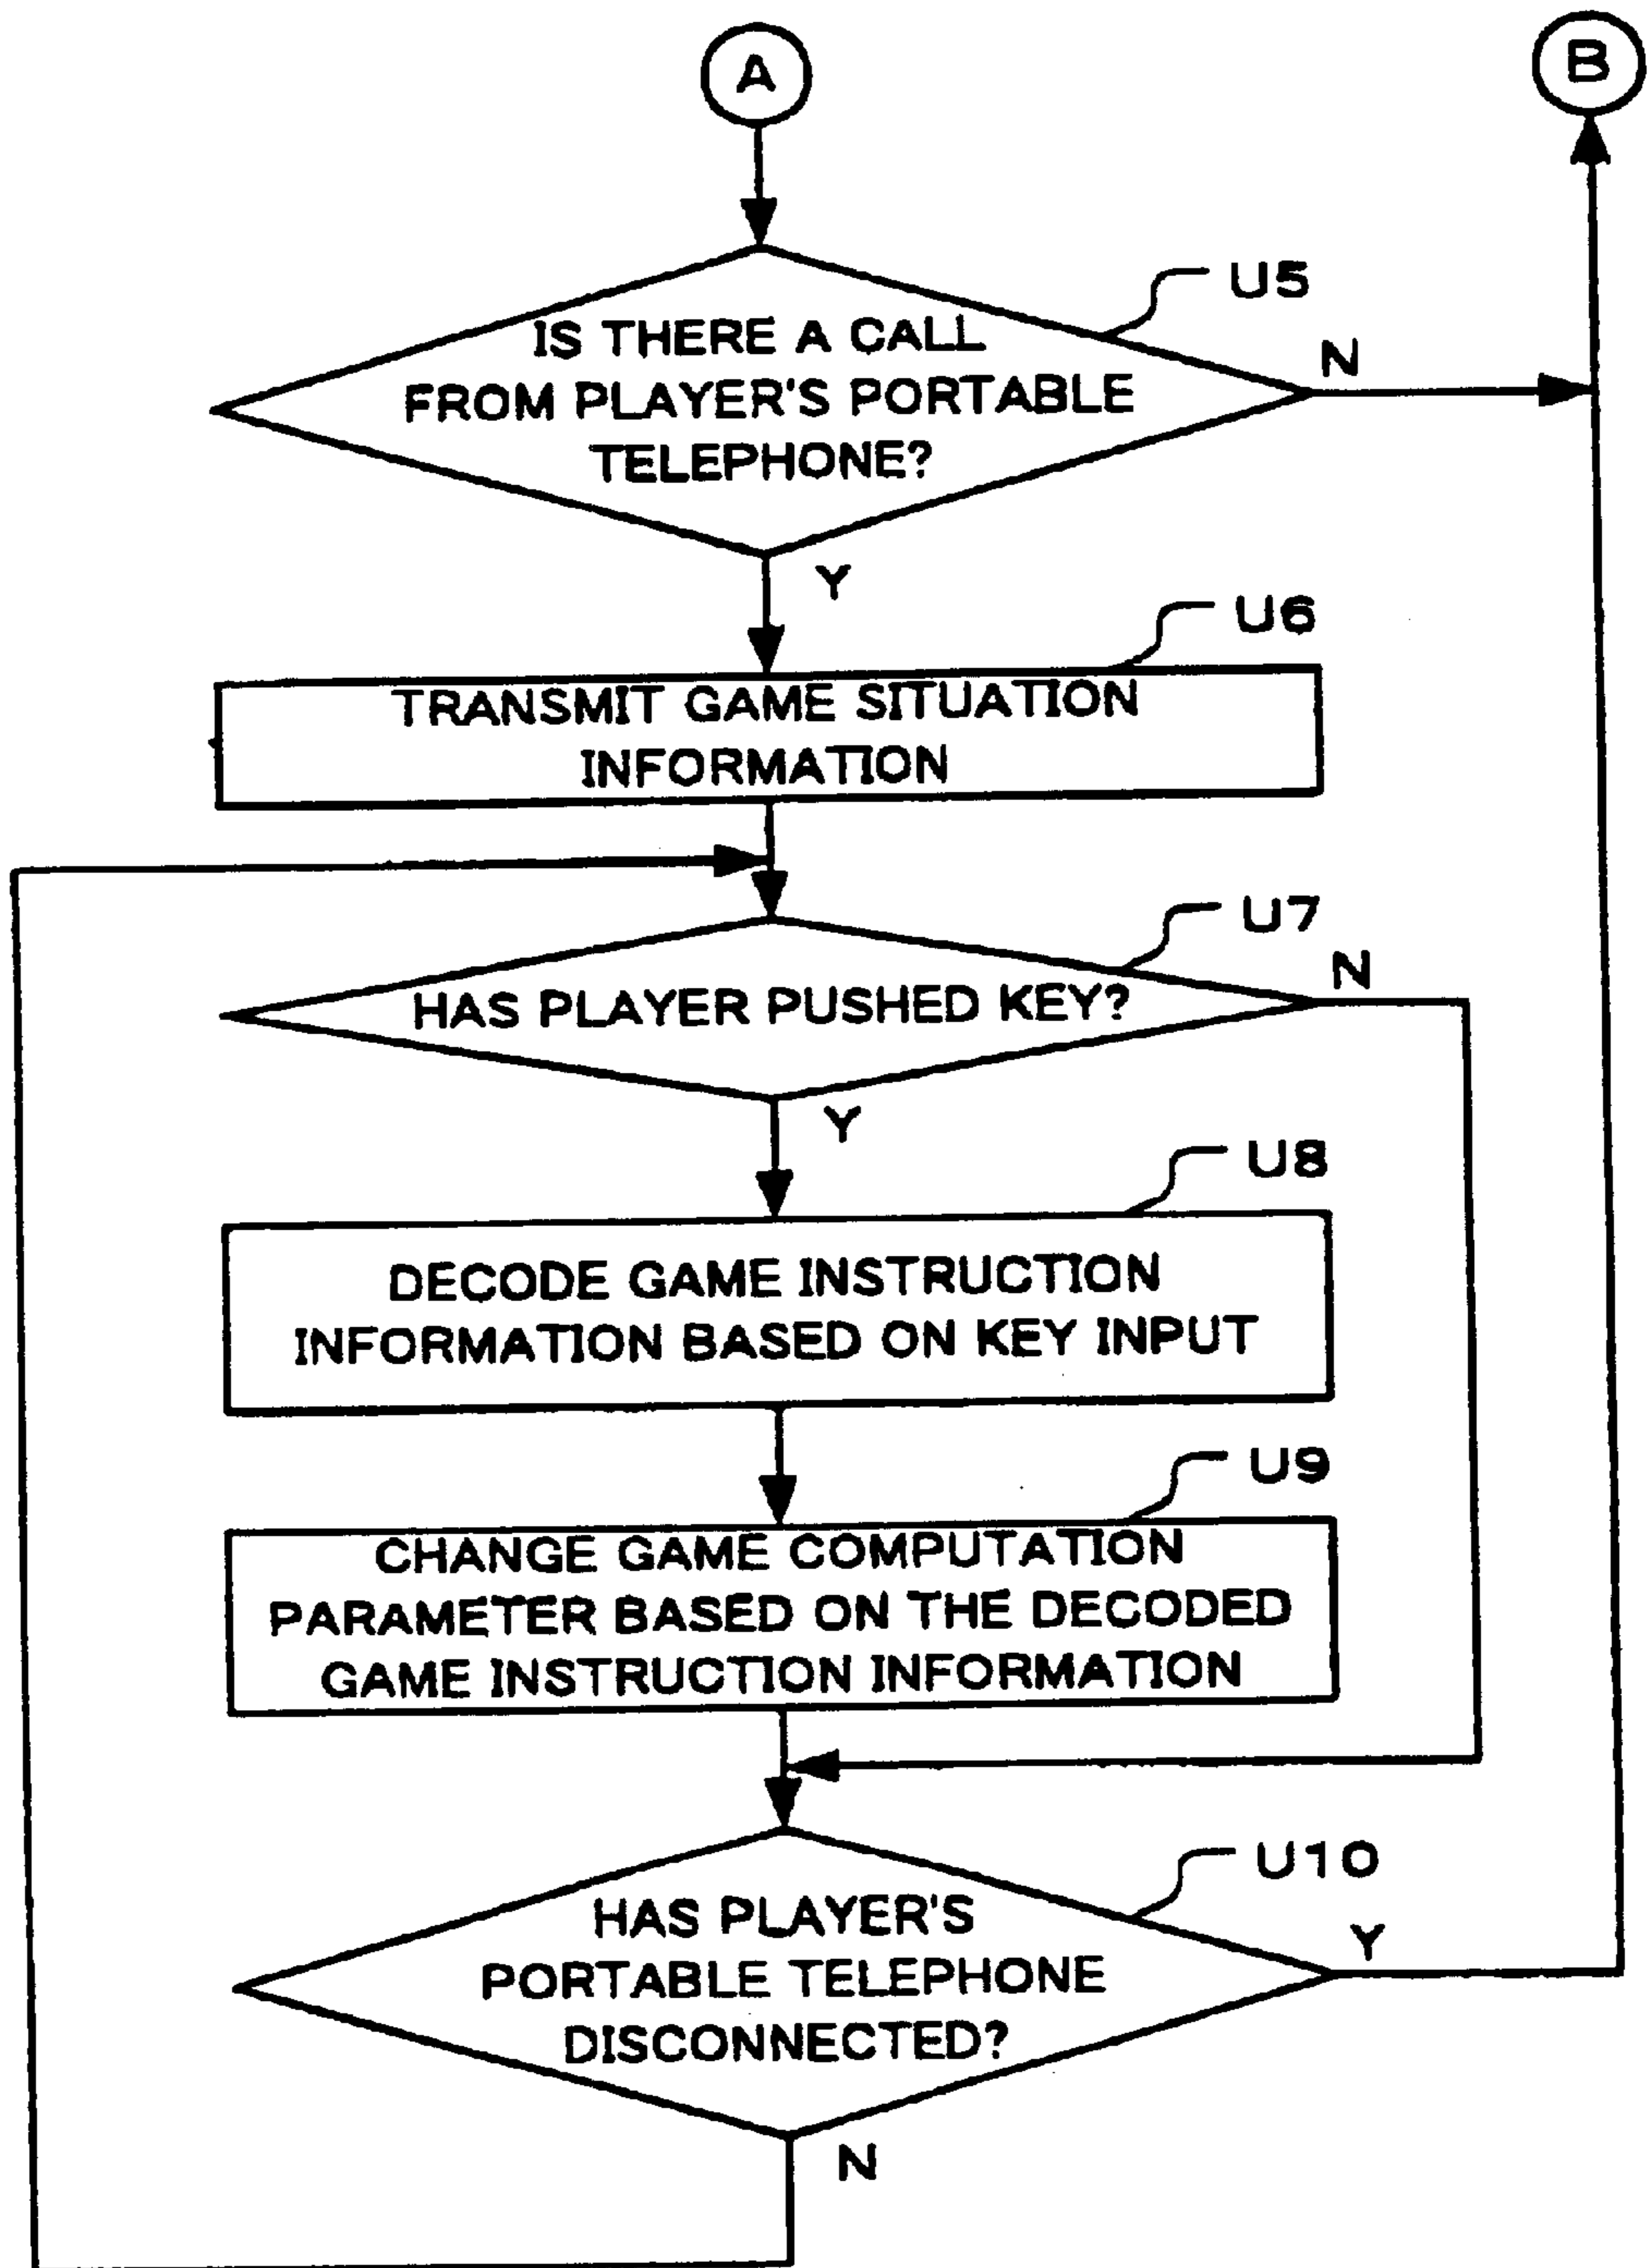 A
B
U5
IS THERE A CALL
FROM PLAYER'S PORTABLE
TELEPHONE?
N
Y
U6
TRANSMIT GAME SITUATION
INFORMATION
U7
N
HAS PLAYER PUSHED KEY?
Y
U8
DECODE GAME INSTRUCTION
INFORMATION BASED ON KEY INPUT
U9
CHANGE GAME COMPUTATION
PARAMETER BASED ON THE DECODED
GAME INSTRUCTION INFORMATION
U10
HAS PLAYER'S
PORTABLE TELEPHONE
DISCONNECTED?
Y
N